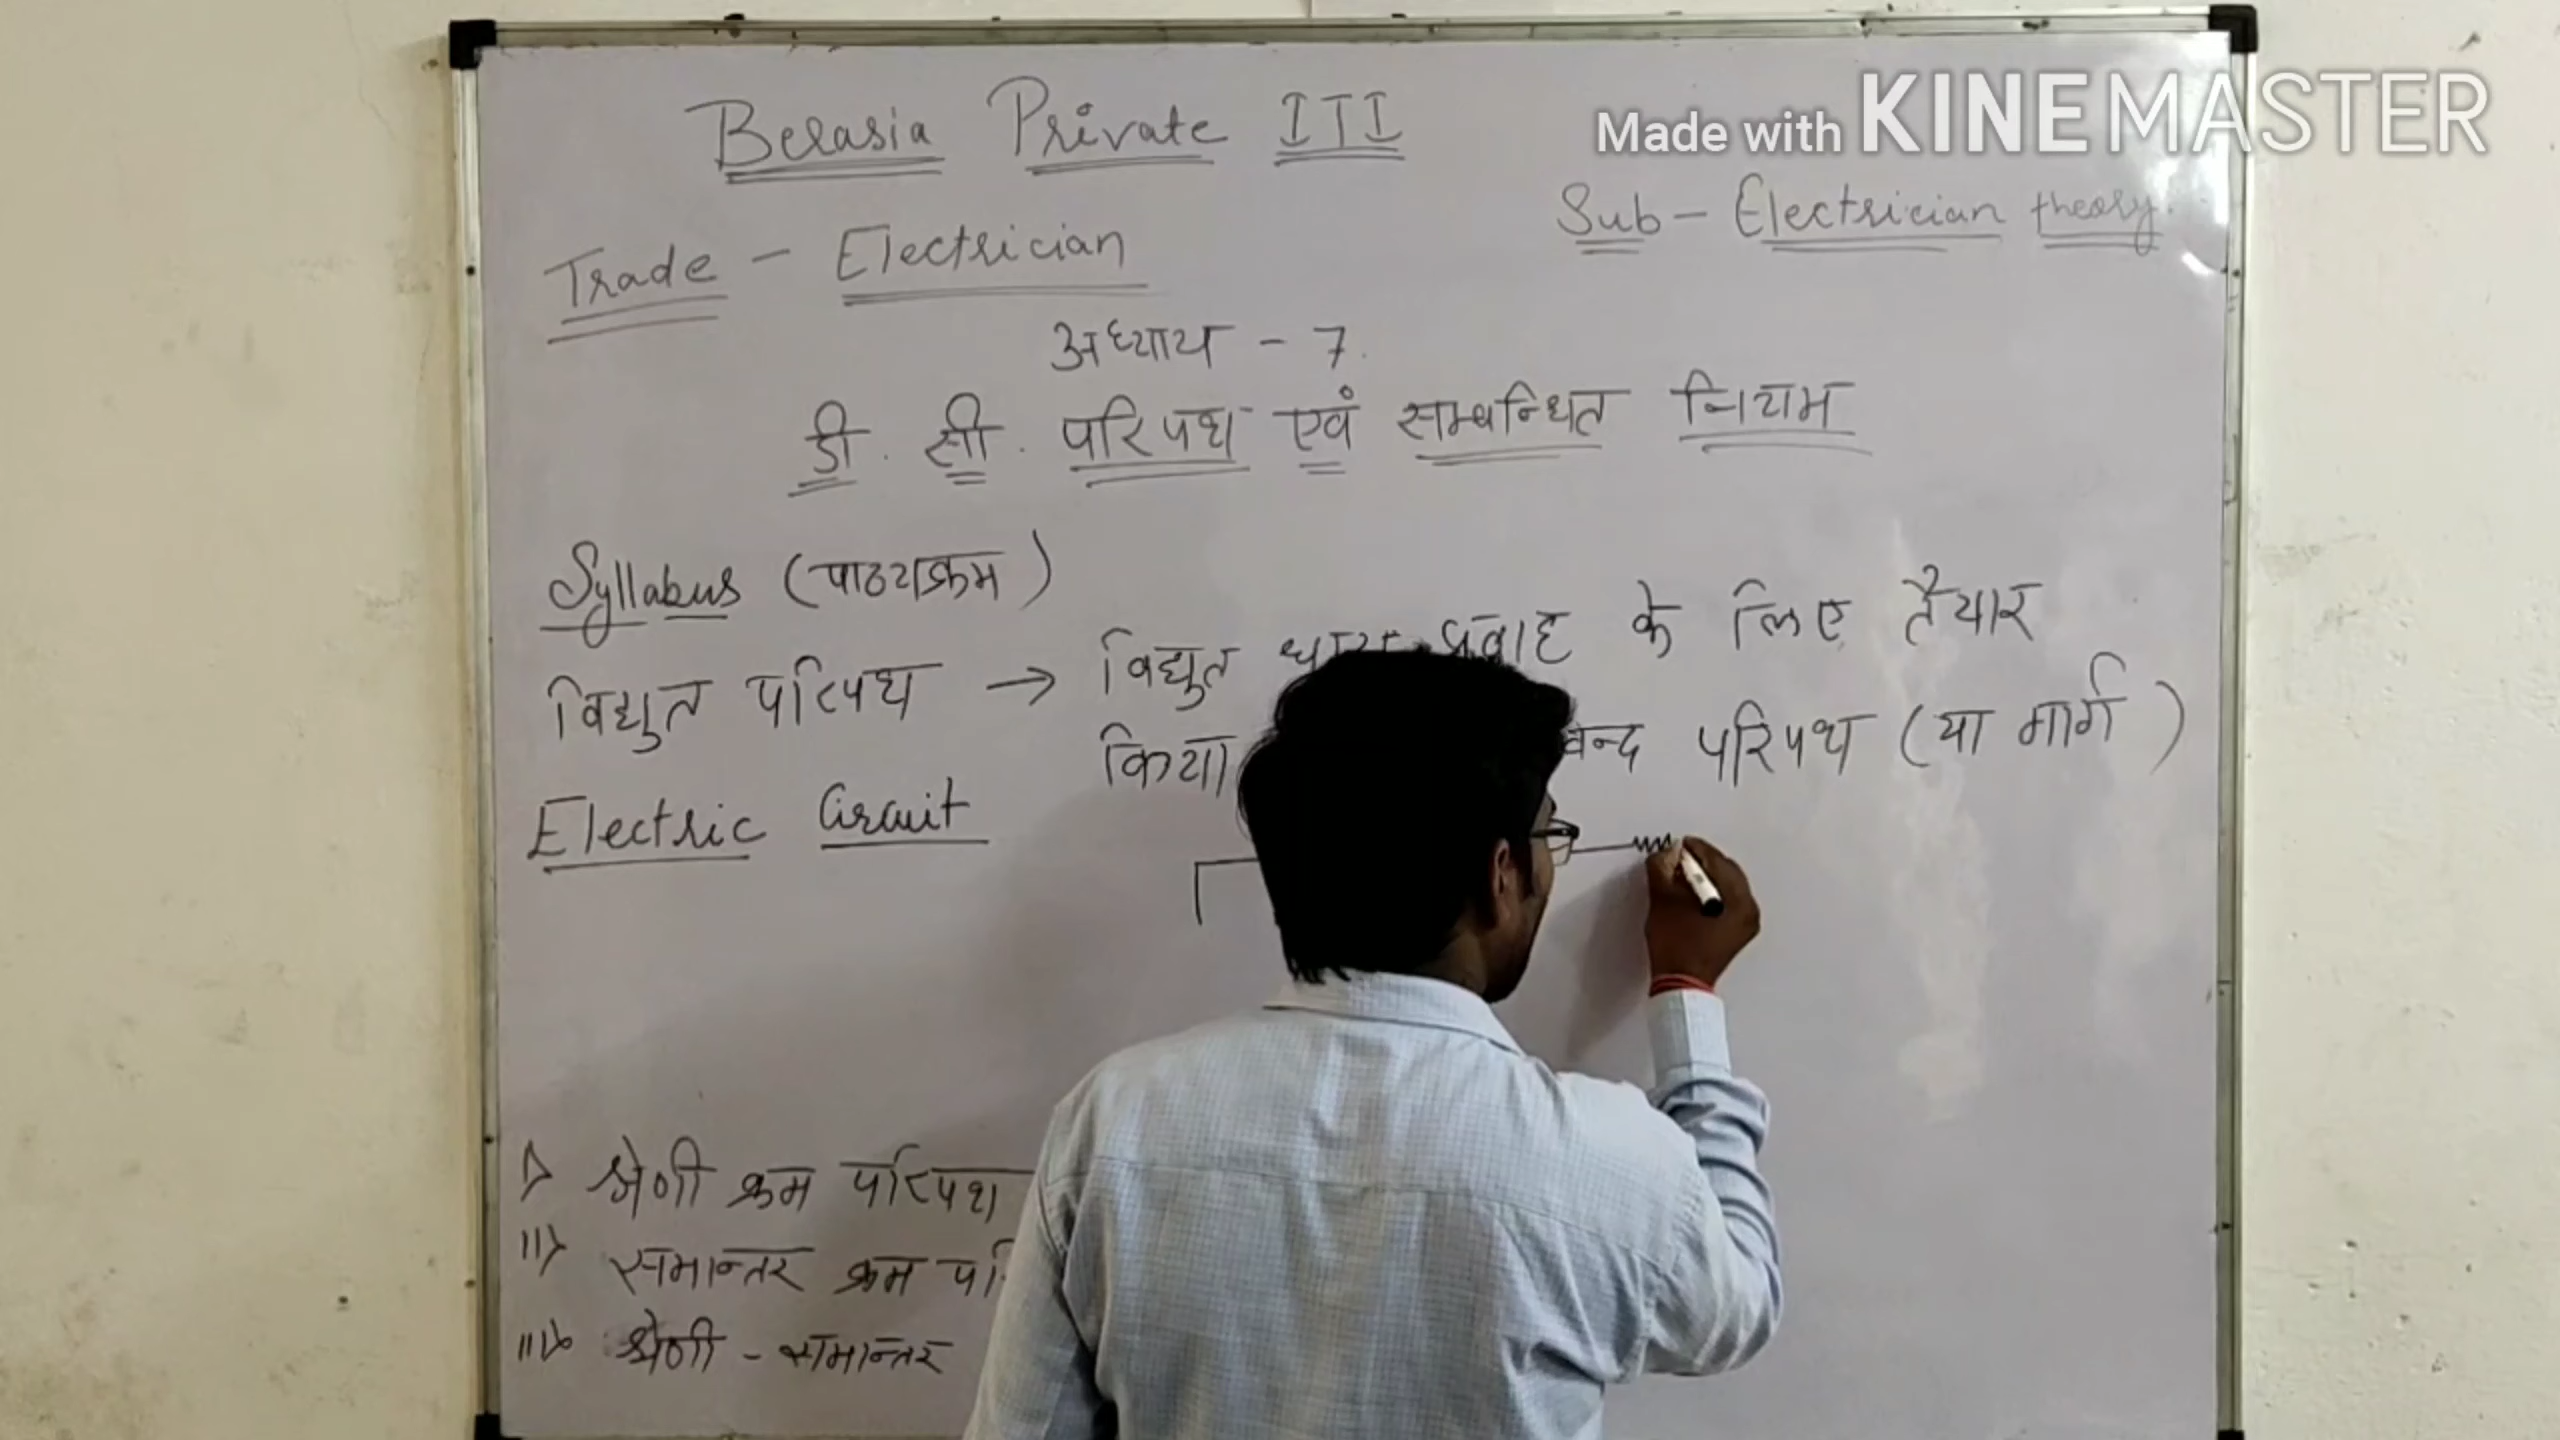 Made with KINEMASTER
Berasia Private ITI
Sub - Electrician theory.
Trade - Electrician
अध्याय - 7.
डी. सी. परिपथ एवं सम्बन्धित नियम
Syllabus (पाठयक्रम)
विद्युत परिपथ → विद्युत धारा प्रवाह के लिए तैयार
किया बन्द परिपथ (या मार्ग)
Electric Circuit
i> श्रेणी क्रम परिपथ
ii> समान्तर क्रम परि
iii> श्रेणी - समान्तर